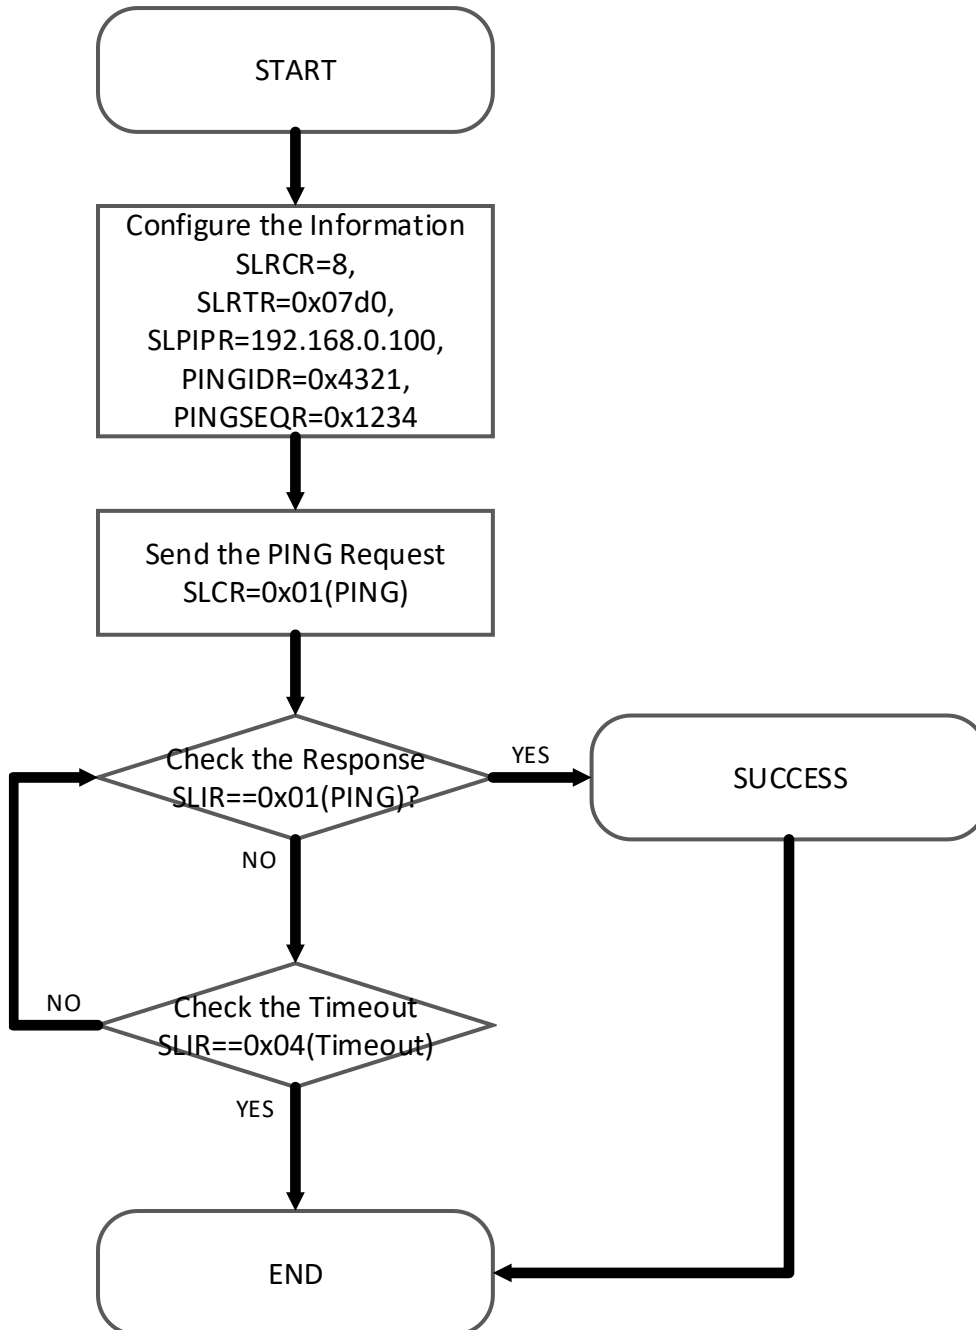 START
Configure the Information
SLRCR=8,
SLRTR=0x07d0,
SLPIPR=192.168.0.100,
PINGIDR=0x4321,
PINGSEQR=0x1234
Send the PING Request
SLCR=0x01(PING)
Check the Response
SLIR==0x01(PING)?
YES
SUCCESS
NO
Check the Timeout
SLIR==0x04(Timeout)
NO
YES
END